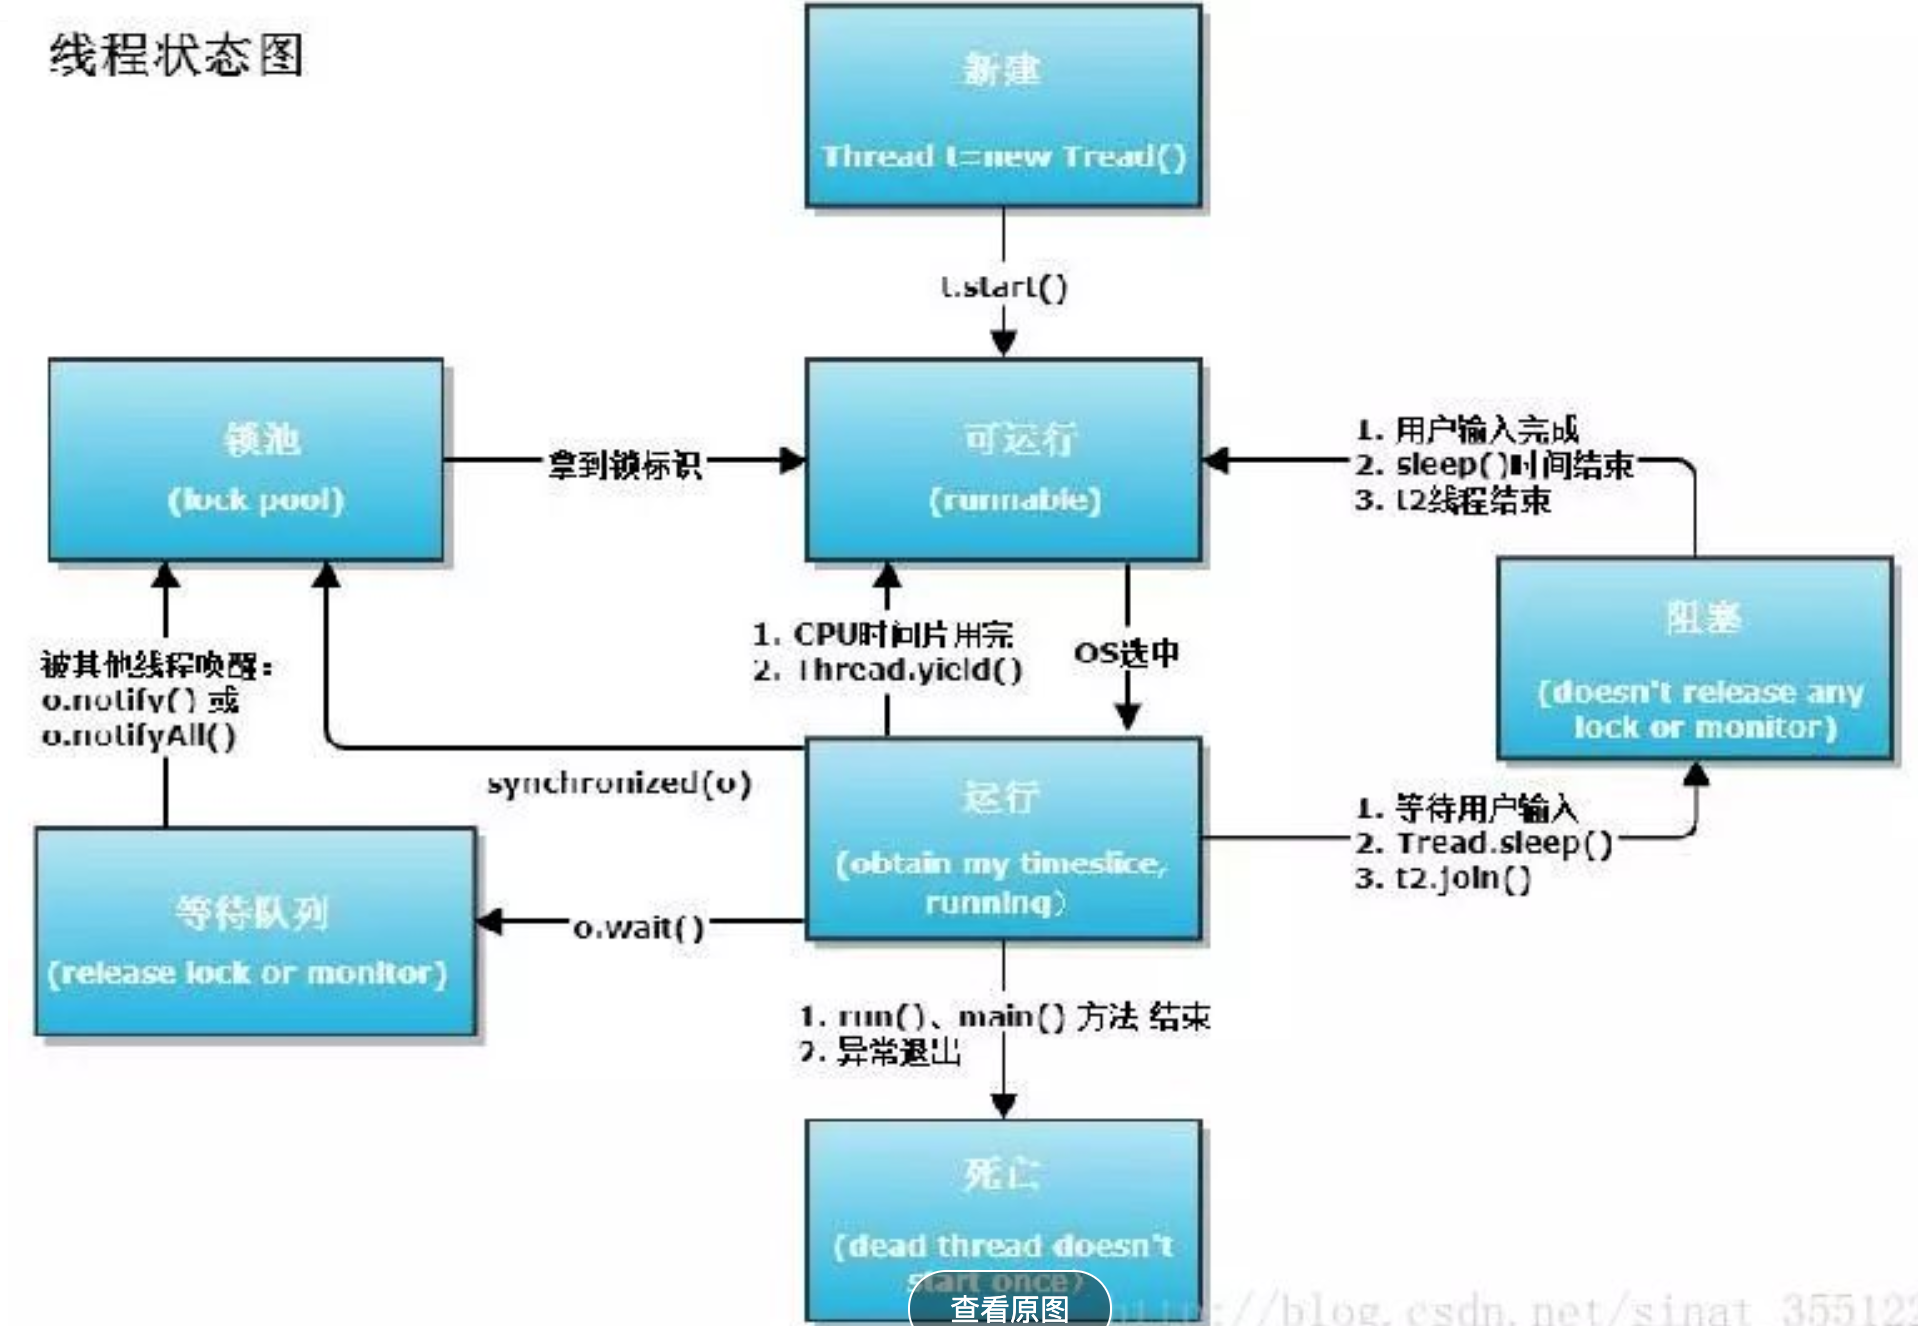 线程状态图
新建
Thread t=new Tread()
t.start()
锁池
(lock pool)
拿到锁标识
可运行
(runnable)
1. 用户输入完成
2. sleep()时间结束
3. t2线程结束
阻塞
(doesn't release any
lock or monitor)
1. CPU时间片用完
2. Thread.yield()
OS选中
被其他线程唤醒：
o.notify() 或
o.notifyAll()
synchronized(o)
运行
(obtain my timeslice,
running）
1. 等待用户输入
2. Tread.sleep()
3. t2.join()
等待队列
(release lock or monitor)
o.wait()
1. run()、main() 方法 结束
2. 异常退出
死亡
(dead thread doesn't
start once）
查看原图
://blog.csdn.net/sinat_35512